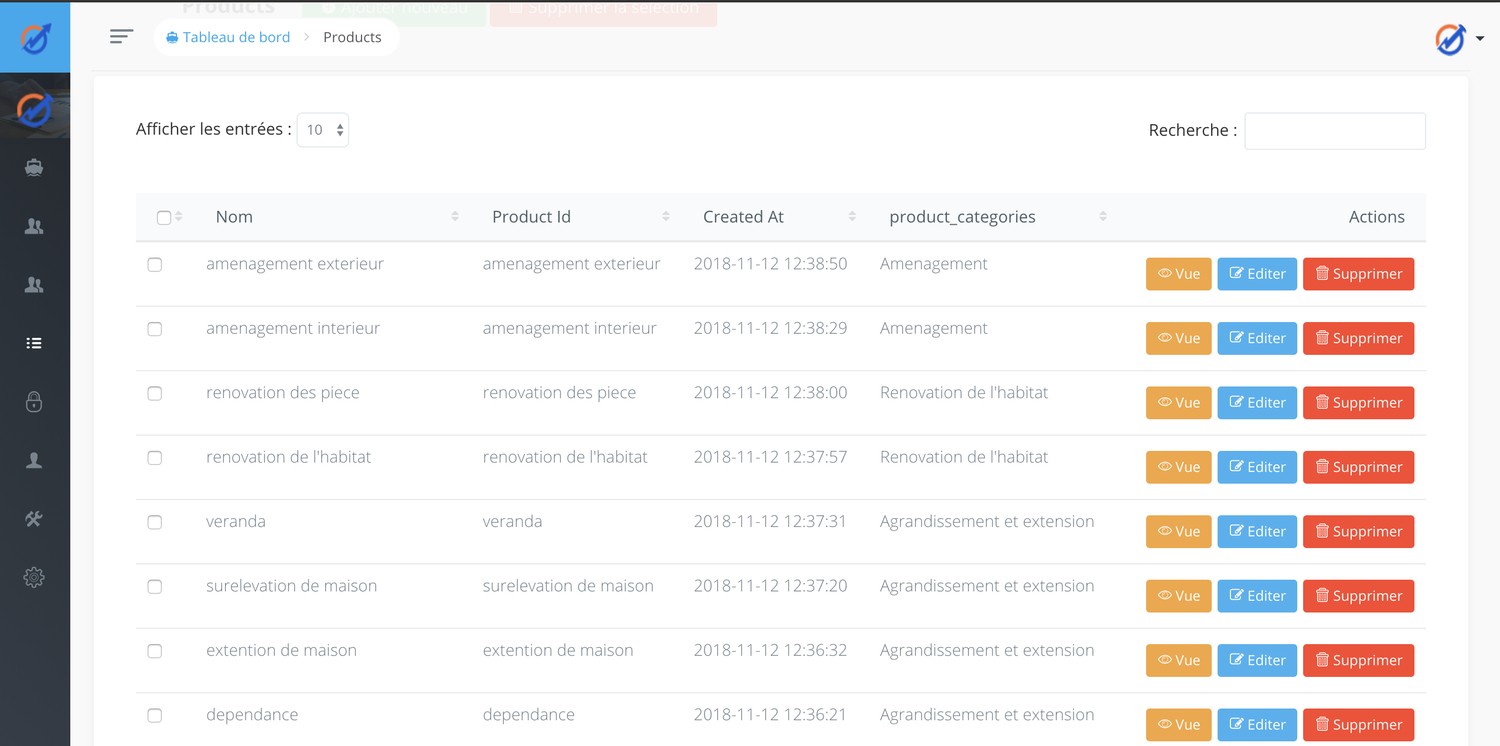 Products Ajouter nouveau Supprimer la sélection
Tableau de bord > Products
Afficher les entrées : 10 Recherche :
Nom Product Id Created At product_categories Actions
amenagement exterieur amenagement exterieur 2018-11-12 12:38:50 Amenagement Vue Editer Supprimer
amenagement interieur amenagement interieur 2018-11-12 12:38:29 Amenagement Vue Editer Supprimer
renovation des piece renovation des piece 2018-11-12 12:38:00 Renovation de l'habitat Vue Editer Supprimer
renovation de l'habitat renovation de l'habitat 2018-11-12 12:37:57 Renovation de l'habitat Vue Editer Supprimer
veranda veranda 2018-11-12 12:37:31 Agrandissement et extension Vue Editer Supprimer
surelevation de maison surelevation de maison 2018-11-12 12:37:20 Agrandissement et extension Vue Editer Supprimer
extention de maison extention de maison 2018-11-12 12:36:32 Agrandissement et extension Vue Editer Supprimer
dependance dependance 2018-11-12 12:36:21 Agrandissement et extension Vue Editer Supprimer